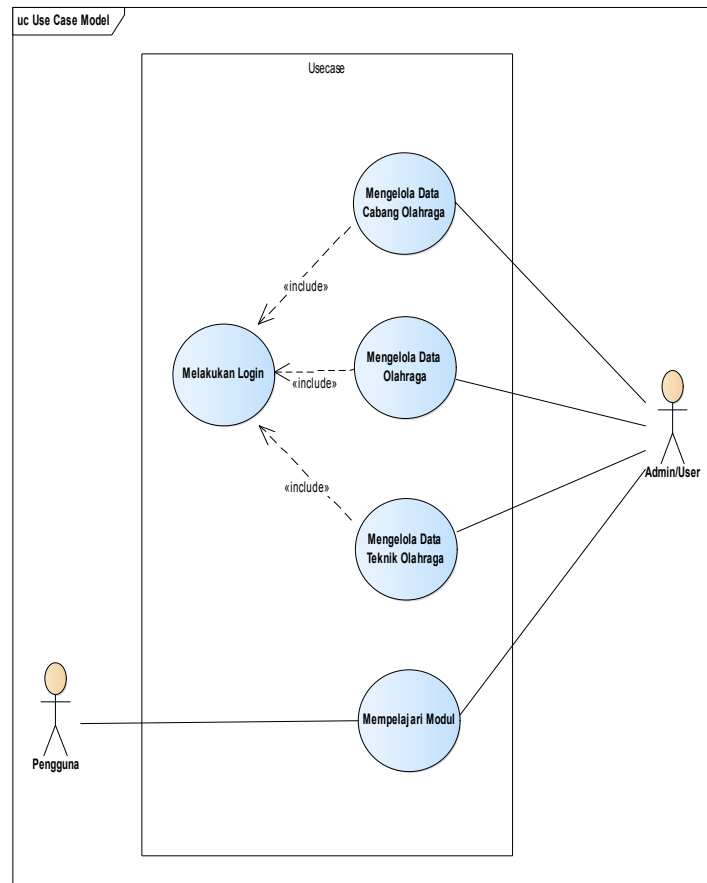 uc Use Case Model
Usecase
Mengelola Data
Cabang Olahraga
«include»
Melakukan Login
Mengelola Data
Olahraga
«include»
Admin/User
«include»
Mengelola Data
Teknik Olahraga
Mempelajari Modul
Pengguna